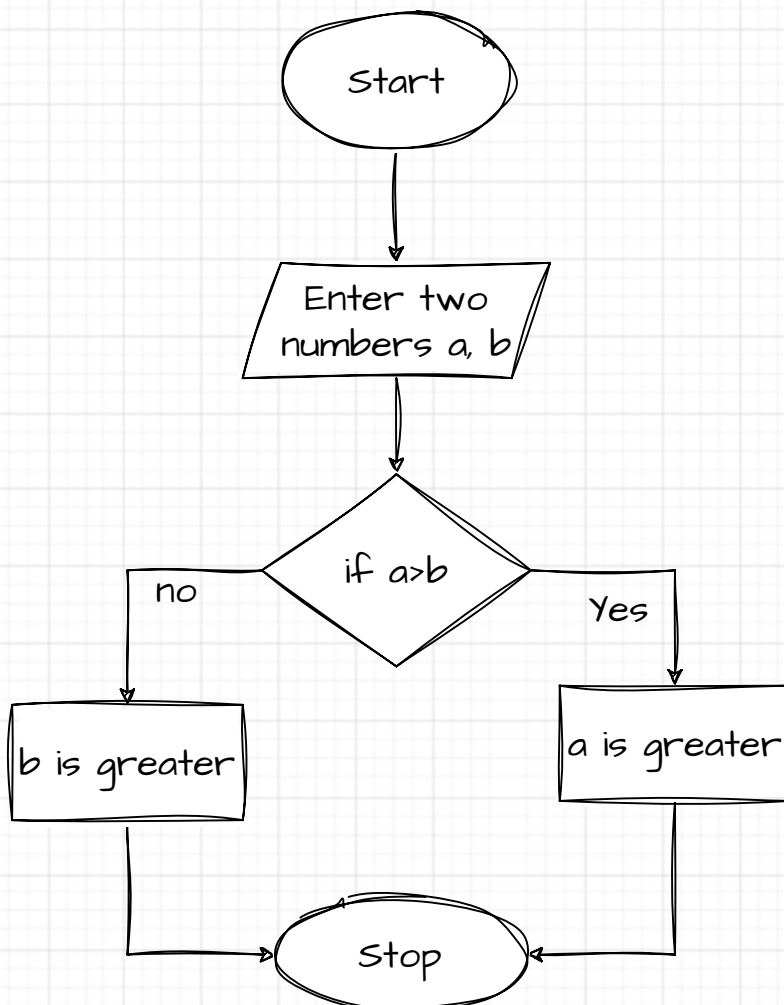 Start
Enter two
numbers a, b
if a>b
no
Yes
b is greater
a is greater
Stop